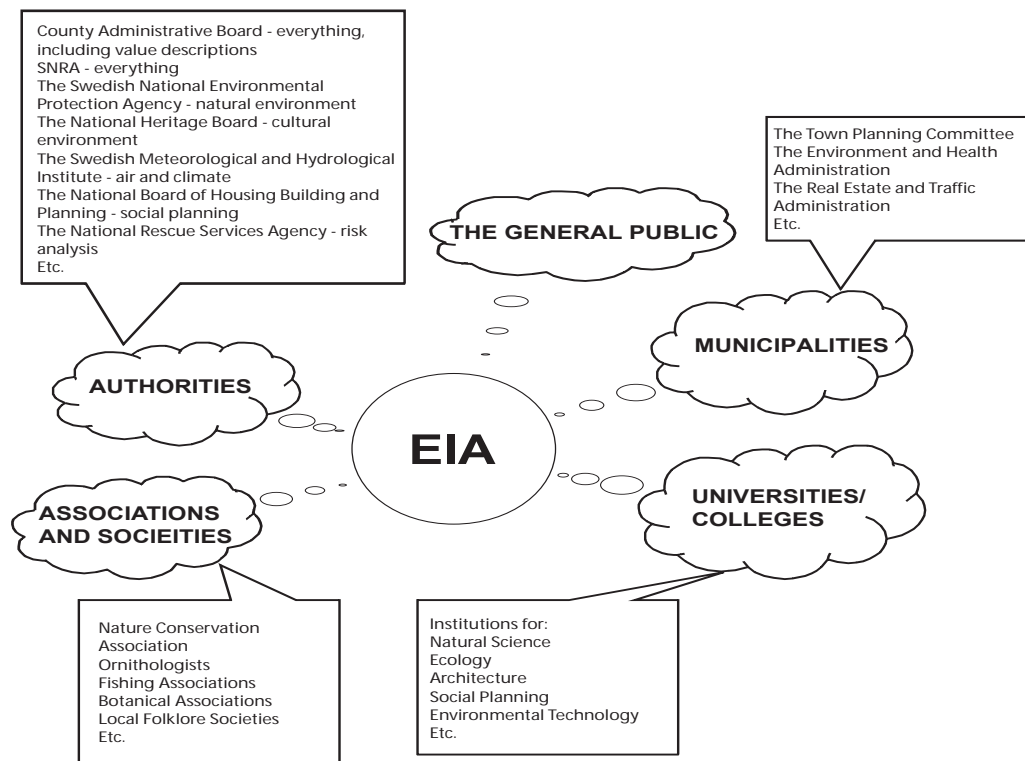 County Administrative Board - everything,
including value descriptions
SNRA - everything
The Swedish National Environmental
Protection Agency - natural environment
The National Heritage Board - cultural
environment
The Swedish Meteorological and Hydrological
Institute - air and climate
The National Board of Housing Building and
Planning - social planning
The National Rescue Services Agency - risk
analysis
Etc.
The Town Planning Committee
The Environment and Health
Administration
The Real Estate and Traffic
Administration
Etc.
THE GENERAL PUBLIC
MUNICIPALITIES
AUTHORITIES
EIA
ASSOCIATIONS
AND SOCIEITIES
UNIVERSITIES/
COLLEGES
Nature Conservation
Association
Ornithologists
Fishing Associations
Botanical Associations
Local Folklore Societies
Etc.
Institutions for:
Natural Science
Ecology
Architecture
Social Planning
Environmental Technology
Etc.